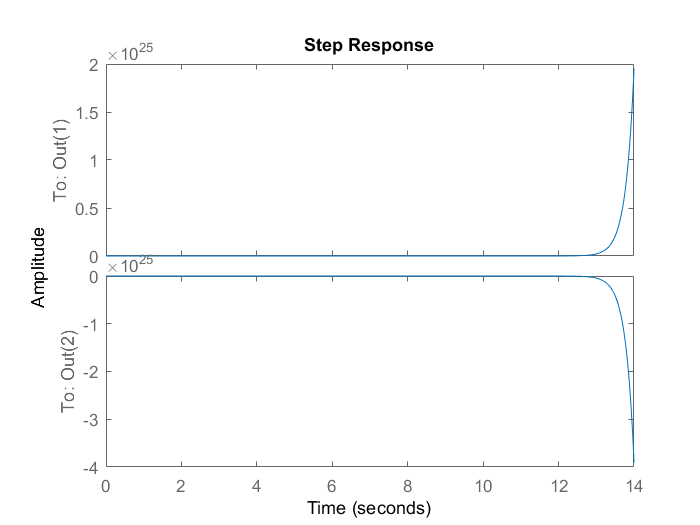 Step Response
×10^25
2
1.5
1
0.5
0
To: Out(1)
Amplitude
×10^25
0
-1
-2
-3
-4
To: Out(2)
0 2 4 6 8 10 12 14
Time (seconds)